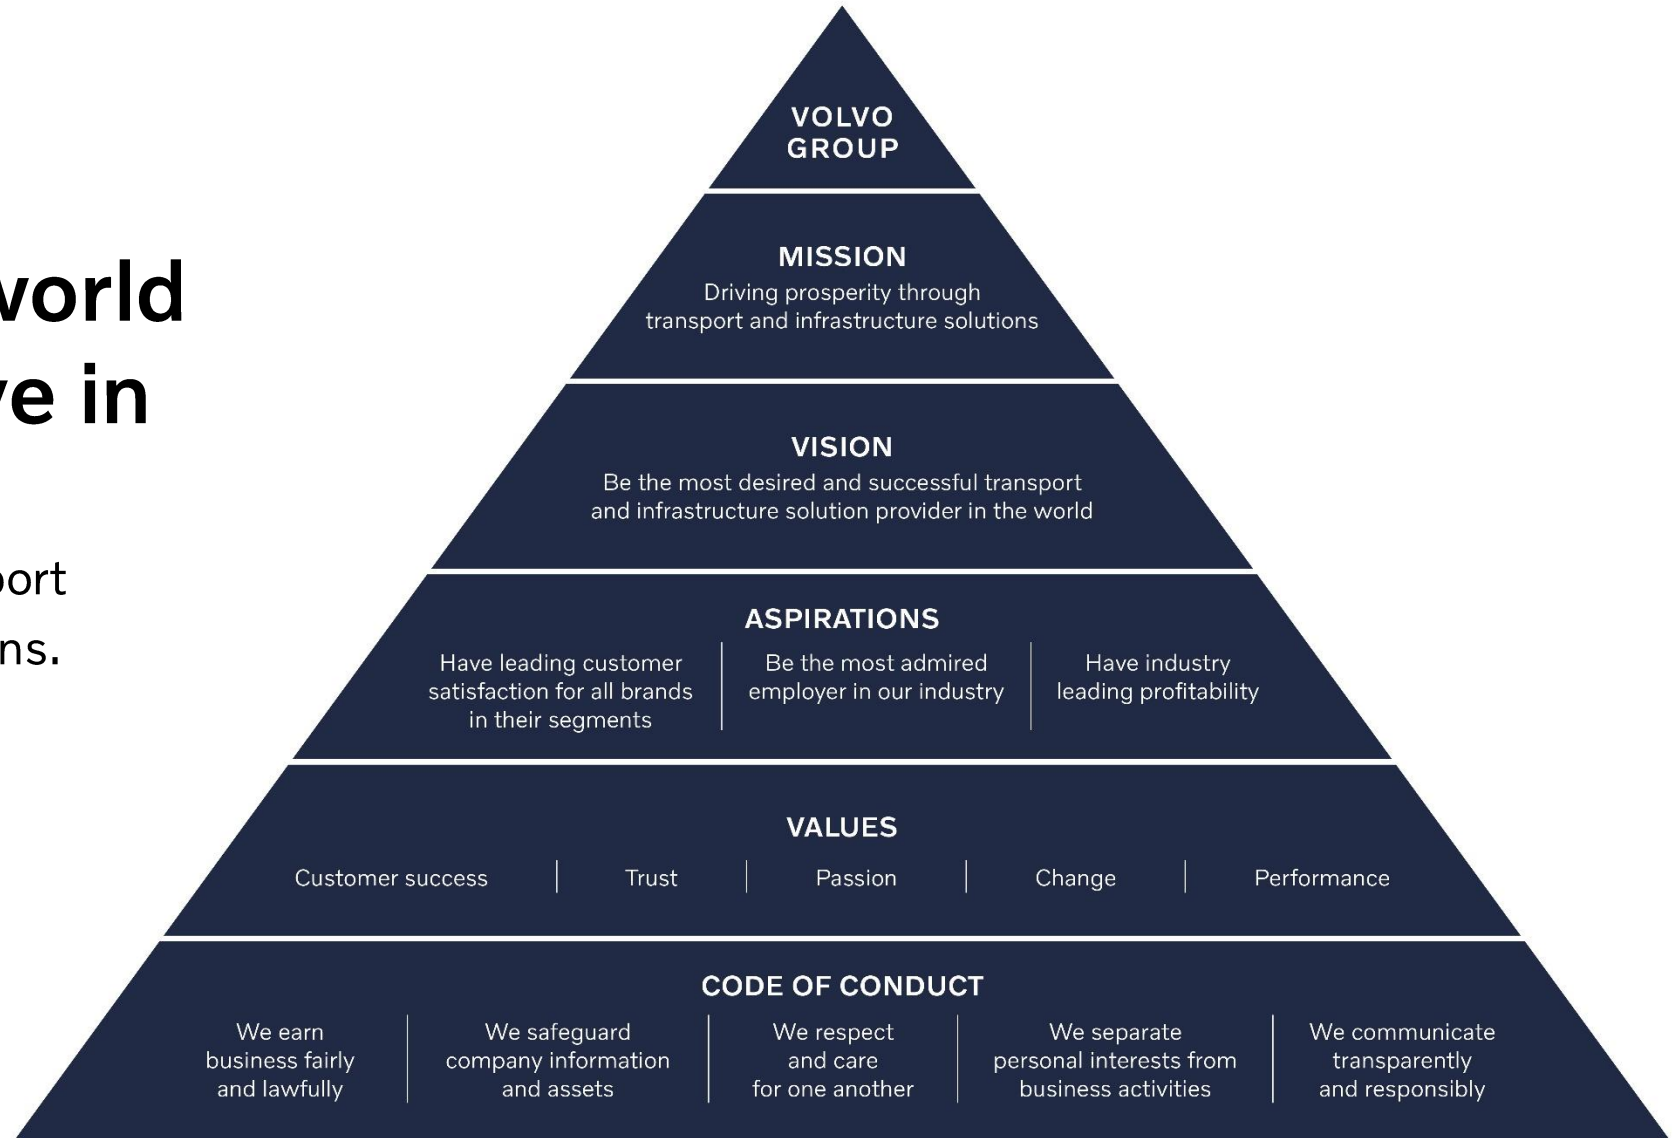 world
in
VOLVO
GROUP
MISSION
Driving prosperity through
transport and infrastructure solutions
VISION
Be the most desired and successful transport
and infrastructure solution provider in the world
ASPIRATIONS
Have leading customer
satisfaction for all brands
in their segments
Be the most admired
employer in our industry
Have industry
leading profitability
VALUES
Customer success
Trust
Passion
Change
Performance
CODE OF CONDUCT
We earn
business fairly
and lawfully
We safeguard
company information
and assets
We respect
and care
for one another
We separate
personal interests from
business activities
We communicate
transparently
and responsibly